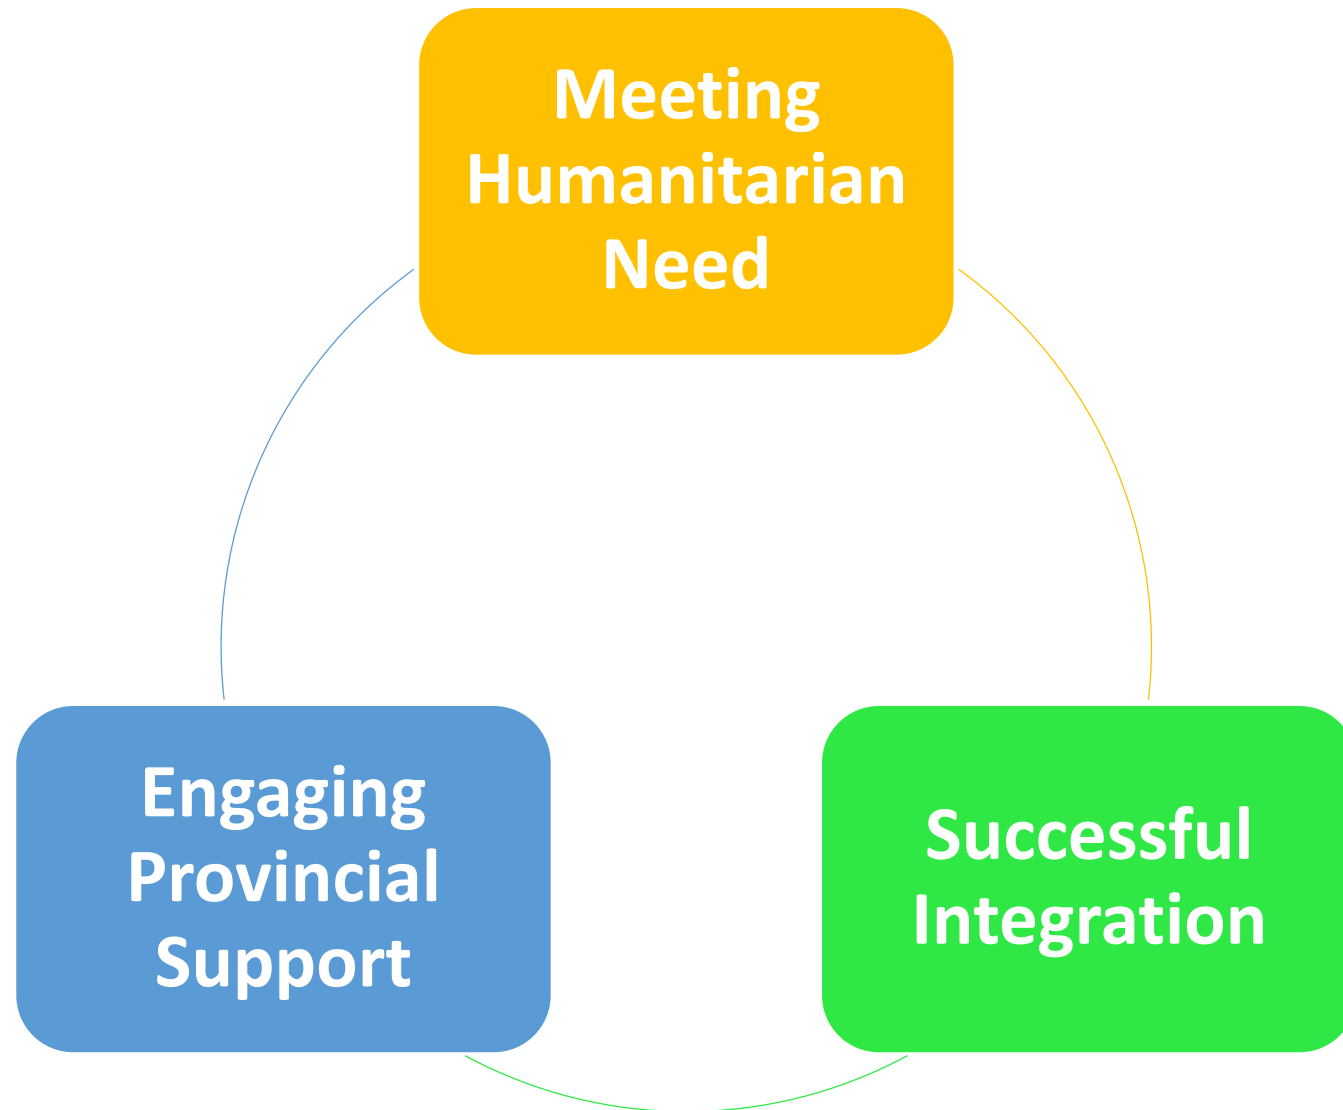 Meeting
Humanitarian
Need
Engaging
Provincial
Support
Successful
Integration